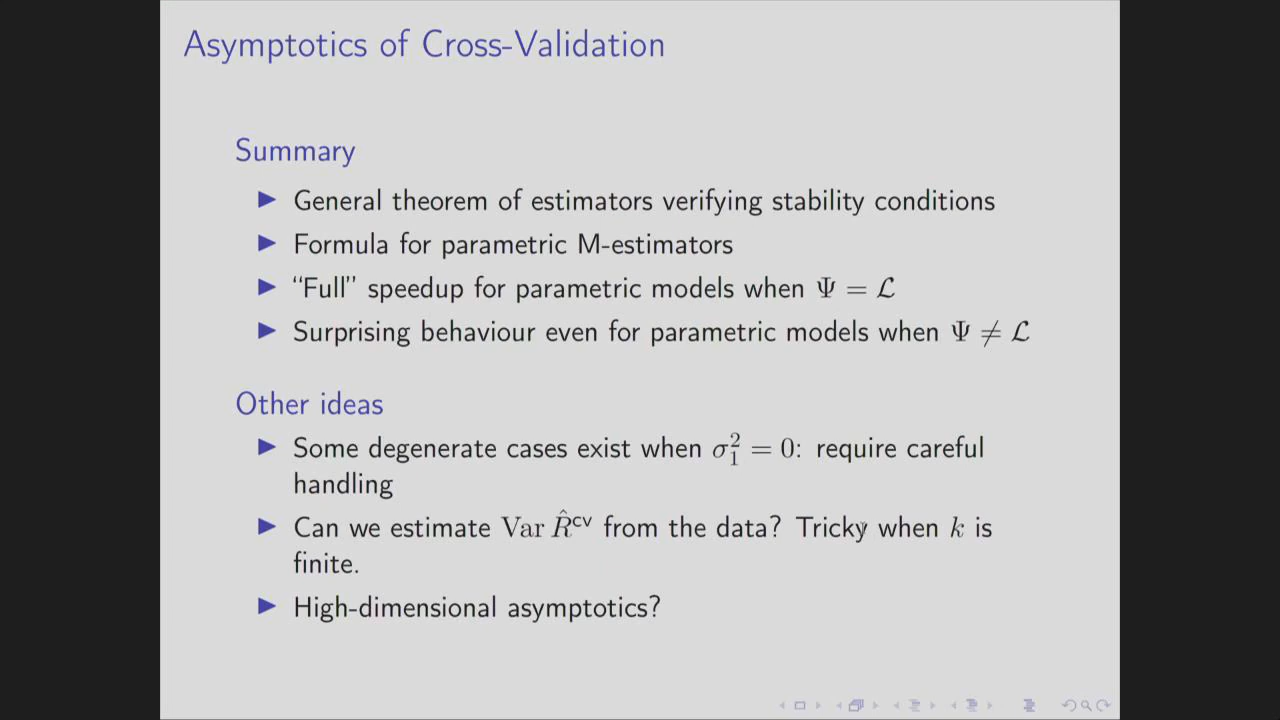 Asymptotics of Cross-Validation
Summary
▶ General theorem of estimators verifying stability conditions
▶ Formula for parametric M-estimators
▶ “Full” speedup for parametric models when Ψ = ℒ
▶ Surprising behaviour even for parametric models when Ψ ≠ ℒ
Other ideas
▶ Some degenerate cases exist when σ₁² = 0: require careful
handling
▶ Can we estimate Var R̂ᶜᵛ from the data? Tricky when k is
finite.
▶ High-dimensional asymptotics?